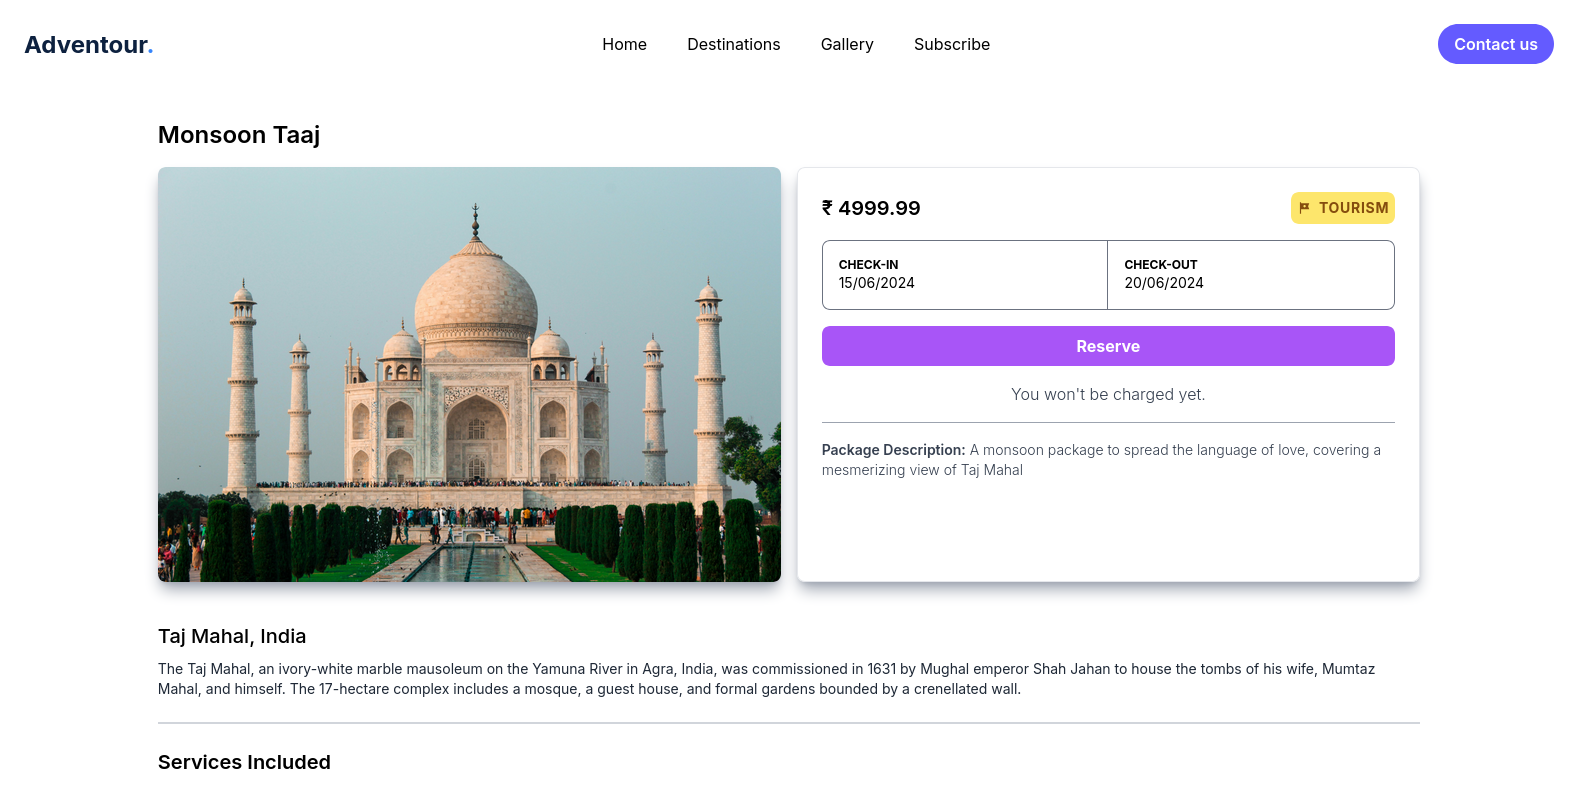 Adventour.
Home
Destinations
Gallery
Subscribe
Contact us
Monsoon Taaj
₹ 4999.99
TOURISM
CHECK-IN
15/06/2024
CHECK-OUT
20/06/2024
Reserve
You won't be charged yet.
Package Description: A monsoon package to spread the language of love, covering a
mesmerizing view of Taj Mahal
Taj Mahal, India
The Taj Mahal, an ivory-white marble mausoleum on the Yamuna River in Agra, India, was commissioned in 1631 by Mughal emperor Shah Jahan to house the tombs of his wife, Mumtaz
Mahal, and himself. The 17-hectare complex includes a mosque, a guest house, and formal gardens bounded by a crenellated wall.
Services Included